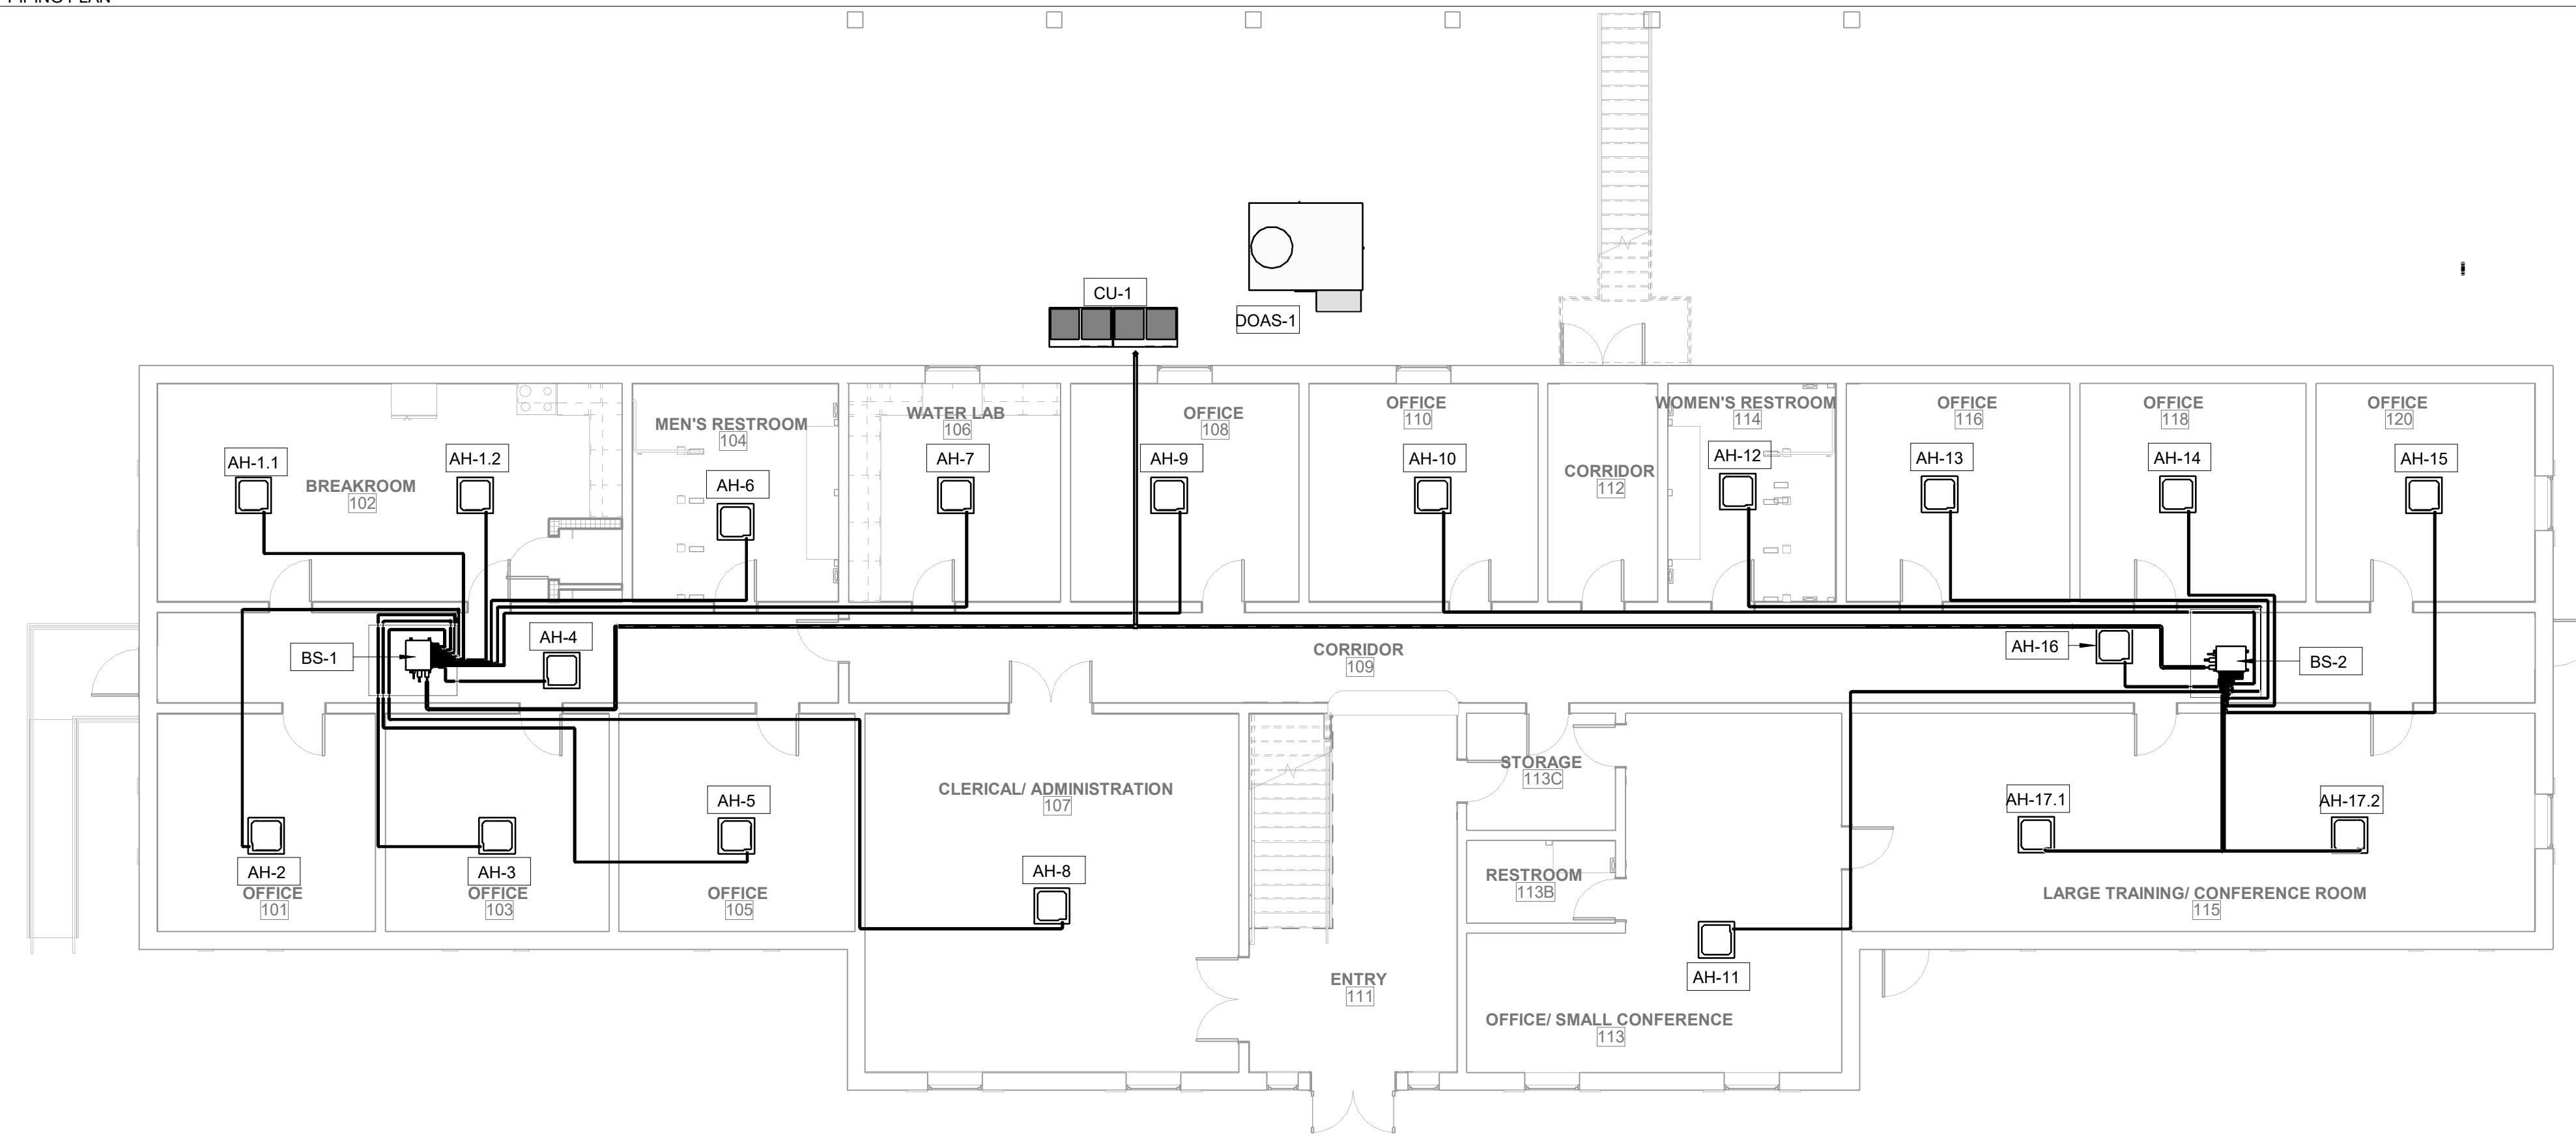 PIPING PLAN
CU-1
DOAS-1
MEN'S RESTROOM
104
WATER LAB
106
OFFICE
108
OFFICE
110
WOMEN'S RESTROOM
114
OFFICE
116
OFFICE
118
OFFICE
120
AH-1.1
AH-1.2
BREAKROOM
102
AH-6
AH-7
AH-9
AH-10
CORRIDOR
112
AH-12
AH-13
AH-14
AH-15
BS-1
AH-4
CORRIDOR
109
AH-16
BS-2
AH-2
OFFICE
101
AH-3
OFFICE
103
AH-5
OFFICE
105
CLERICAL/ ADMINISTRATION
107
AH-8
STORAGE
113C
RESTROOM
113B
AH-17.1
AH-17.2
LARGE TRAINING/ CONFERENCE ROOM
115
ENTRY
111
AH-11
OFFICE/ SMALL CONFERENCE
113